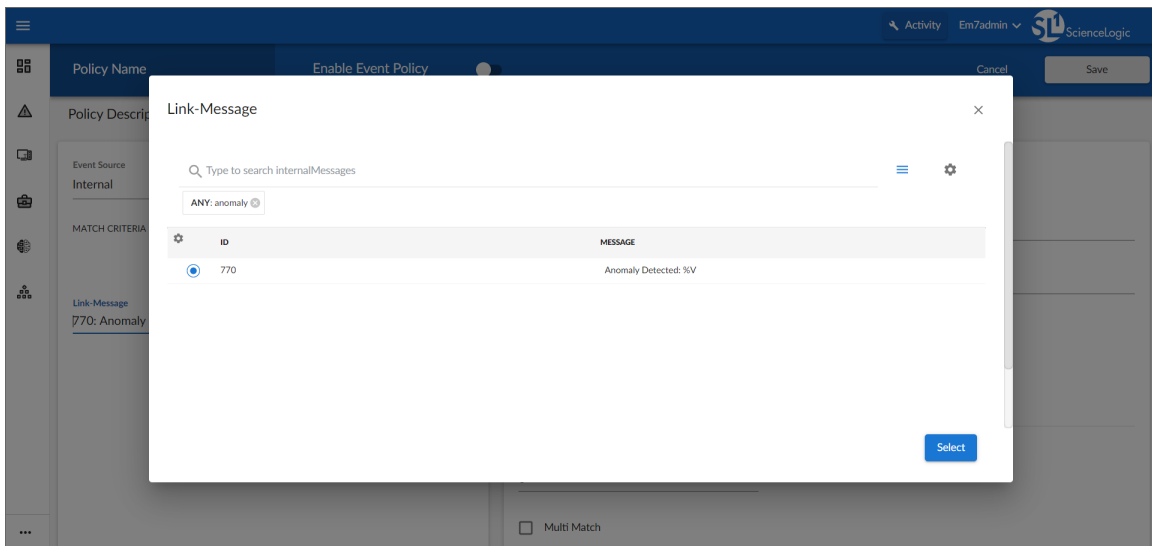 Activity
Em7admin
SL1 ScienceLogic
Policy Name
Enable Event Policy
Cancel
Save
Policy Descrip
Event Source
Internal
MATCH CRITERIA
Link-Message
770: Anomaly
Link-Message
Type to search internalMessages
ANY: anomaly
ID MESSAGE
770 Anomaly Detected: %V
Select
Multi Match